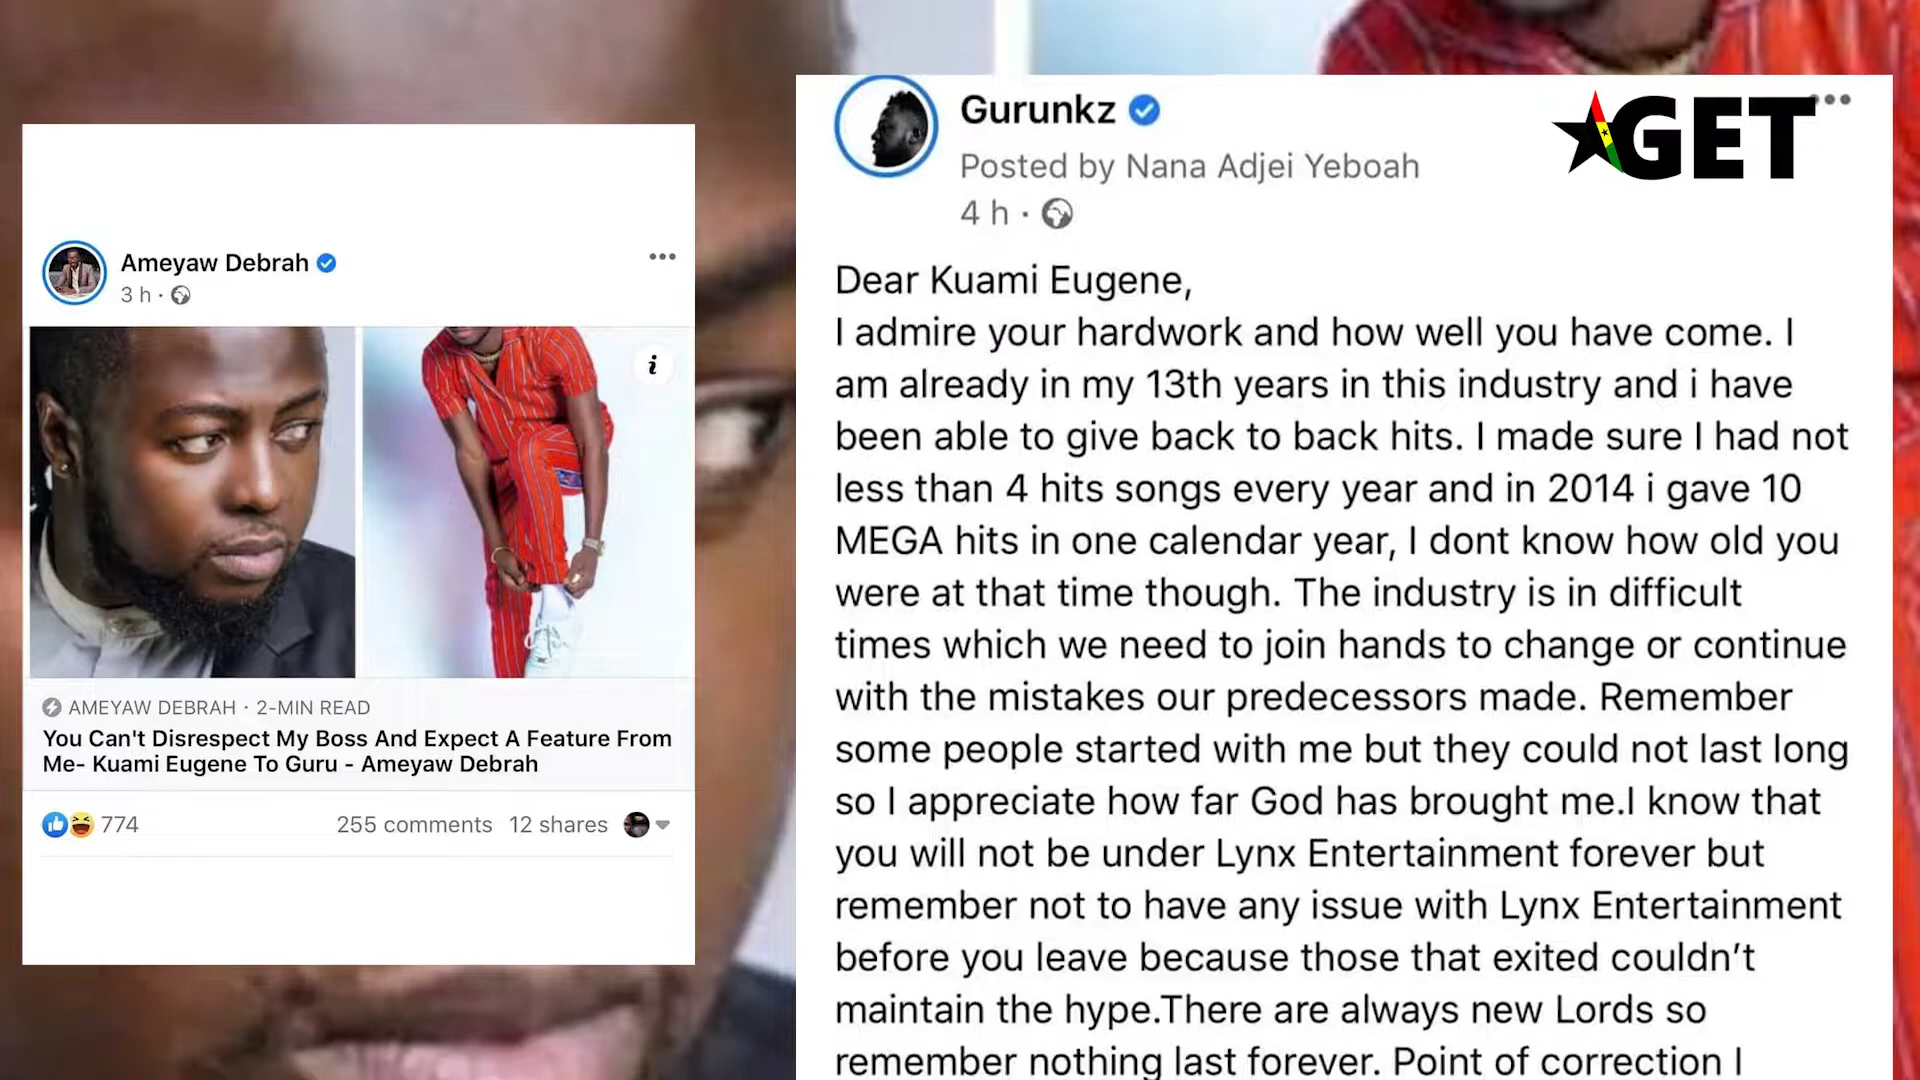 Ameyaw Debrah
3 h ·
i
AMEYAW DEBRAH · 2-MIN READ
You Can't Disrespect My Boss And Expect A Feature From
Me- Kuami Eugene To Guru - Ameyaw Debrah
774
255 comments 12 shares
GET
Gurunkz
Posted by Nana Adjei Yeboah
4 h ·
Dear Kuami Eugene,
I admire your hardwork and how well you have come. I
am already in my 13th years in this industry and i have
been able to give back to back hits. I made sure I had not
less than 4 hits songs every year and in 2014 i gave 10
MEGA hits in one calendar year, I dont know how old you
were at that time though. The industry is in difficult
times which we need to join hands to change or continue
with the mistakes our predecessors made. Remember
some people started with me but they could not last long
so I appreciate how far God has brought me.I know that
you will not be under Lynx Entertainment forever but
remember not to have any issue with Lynx Entertainment
before you leave because those that exited couldn't
maintain the hype.There are always new Lords so
remember nothing last forever. Point of correction I